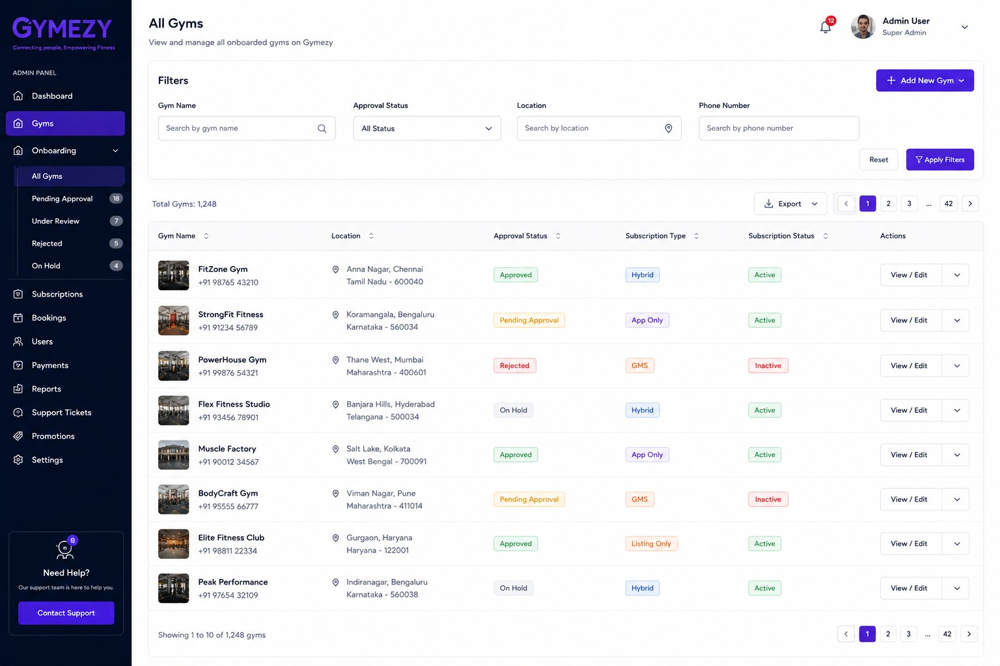 GYMEZY
Connecting people, Empowering Fitness
ADMIN PANEL
Dashboard
Gyms
Onboarding
All Gyms
Pending Approval 18
Under Review 7
Rejected 5
On Hold 4
Subscriptions
Bookings
Users
Payments
Reports
Support Tickets
Promotions
Settings
Need Help?
Our support team is here to help you.
Contact Support
All Gyms
View and manage all onboarded gyms on Gymezy
12
Admin User
Super Admin
Filters
Add New Gym
Gym Name Approval Status Location Phone Number
Search by gym name All Status Search by location Search by phone number
Reset Apply Filters
Total Gyms: 1,248 Export 1 2 3 ... 42
Gym Name Location Approval Status Subscription Type Subscription Status Actions
FitZone Gym Anna Nagar, Chennai
+91 98765 43210 Tamil Nadu - 600040
Approved Hybrid Active View / Edit
StrongFit Fitness Koramangala, Bengaluru
+91 91234 56789 Karnataka - 560034
Pending Approval App Only Active View / Edit
PowerHouse Gym Thane West, Mumbai
+91 99876 54321 Maharashtra - 400601
Rejected GMS Inactive View / Edit
Flex Fitness Studio Banjara Hills, Hyderabad
+91 93456 78901 Telangana - 500034
On Hold Hybrid Active View / Edit
Muscle Factory Salt Lake, Kolkata
+91 90012 34567 West Bengal - 700091
Approved App Only Active View / Edit
BodyCraft Gym Viman Nagar, Pune
+91 95555 66777 Maharashtra - 411014
Pending Approval GMS Inactive View / Edit
Elite Fitness Club Gurgaon, Haryana
+91 98811 22334 Haryana - 122001
Approved Listing Only Active View / Edit
Peak Performance Indiranagar, Bengaluru
+91 97654 32109 Karnataka - 560038
On Hold Hybrid Active View / Edit
Showing 1 to 10 of 1,248 gyms 1 2 3 ... 42